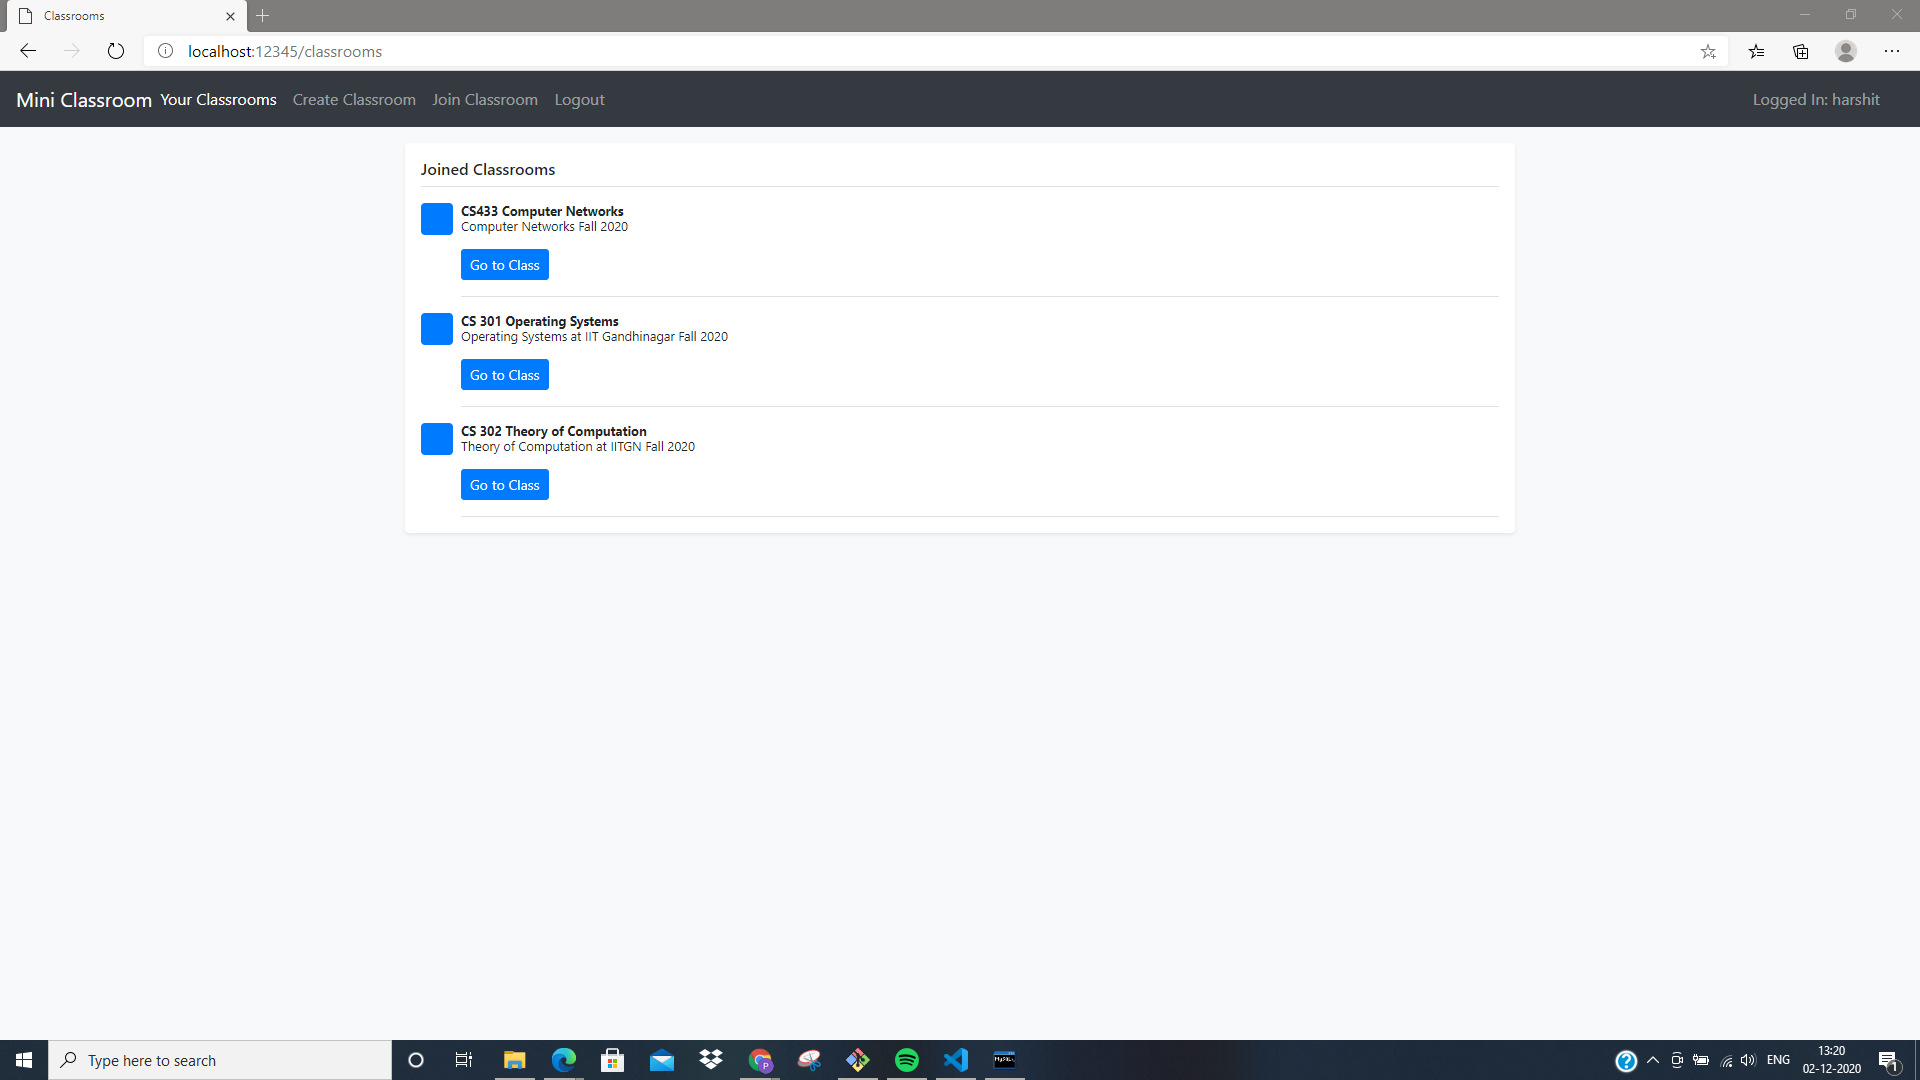 Classrooms
localhost:12345/classrooms
Mini Classroom Your Classrooms Create Classroom Join Classroom Logout Logged In: harshit
Joined Classrooms
CS433 Computer Networks
Computer Networks Fall 2020
Go to Class
CS 301 Operating Systems
Operating Systems at IIT Gandhinagar Fall 2020
Go to Class
CS 302 Theory of Computation
Theory of Computation at IITGN Fall 2020
Go to Class
Type here to search
P
MySQL
ENG
13:20
02-12-2020
1